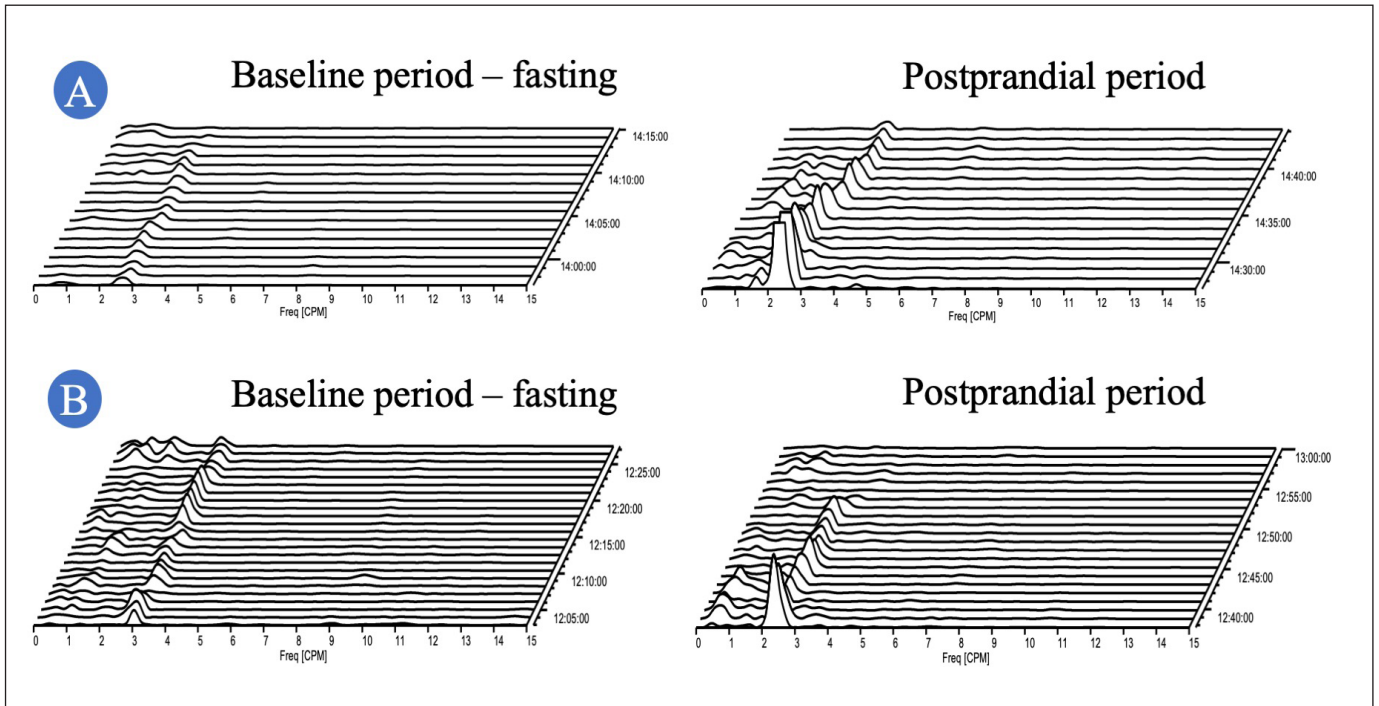 A
Baseline period – fasting
Postprandial period
14:15:00
14:10:00
14:05:00
14:00:00
0 1 2 3 4 5 6 7 8 9 10 11 12 13 14 15
Freq [CPM]
14:40:00
14:35:00
14:30:00
0 1 2 3 4 5 6 7 8 9 10 11 12 13 14 15
Freq [CPM]
B
Baseline period – fasting
Postprandial period
12:25:00
12:20:00
12:15:00
12:10:00
12:05:00
0 1 2 3 4 5 6 7 8 9 10 11 12 13 14 15
Freq [CPM]
13:00:00
12:55:00
12:50:00
12:45:00
12:40:00
0 1 2 3 4 5 6 7 8 9 10 11 12 13 14 15
Freq [CPM]